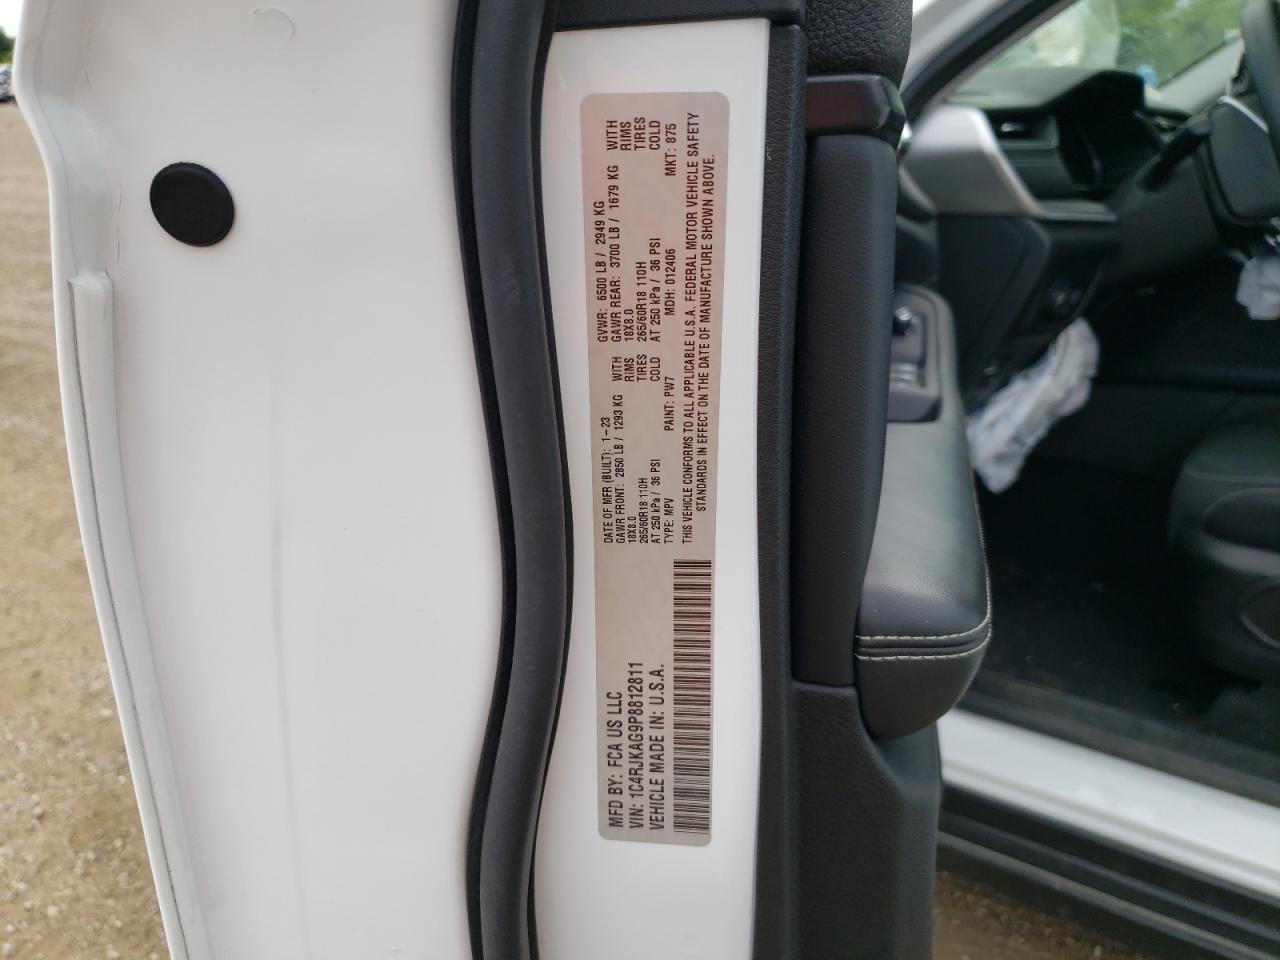 MFD BY: FCA US LLC
VIN: 1C4RJKAG9P8812811
VEHICLE MADE IN: U.S.A.
DATE OF MFR (BUILT): 1-23 GVWR: 6500 LB / 2949 KG
GAWR FRONT: 2850 LB / 1293 KG WITH GAWR REAR: 3700 LB / 1679 KG WITH
18X8.0 RIMS 18X8.0 RIMS
265/60R18 110H TIRES 265/60R18 110H TIRES
AT 250 kPa / 36 PSI COLD AT 250 kPa / 36 PSI COLD
TYPE: MPV PAINT: PW7 MDH: 012406 MKT: 875
THIS VEHICLE CONFORMS TO ALL APPLICABLE U.S.A. FEDERAL MOTOR VEHICLE SAFETY
STANDARDS IN EFFECT ON THE DATE OF MANUFACTURE SHOWN ABOVE.